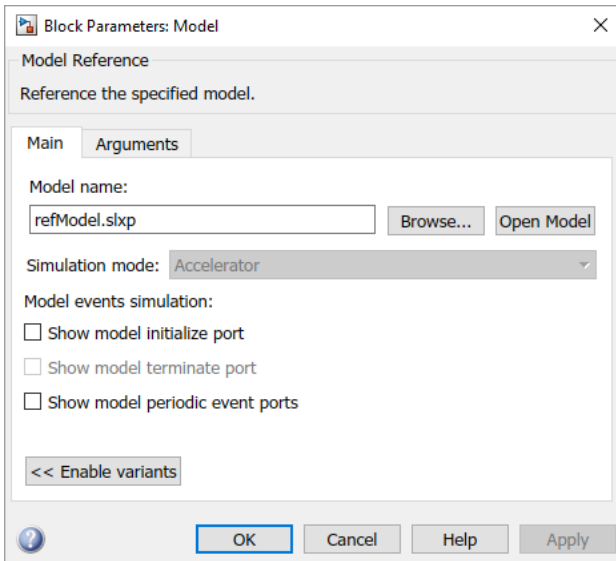 Block Parameters: Model
Model Reference
Reference the specified model.
Main Arguments
Model name:
refModel.slxp Browse... Open Model
Simulation mode: Accelerator
Model events simulation:
Show model initialize port
Show model terminate port
Show model periodic event ports
<< Enable variants
OK Cancel Help Apply